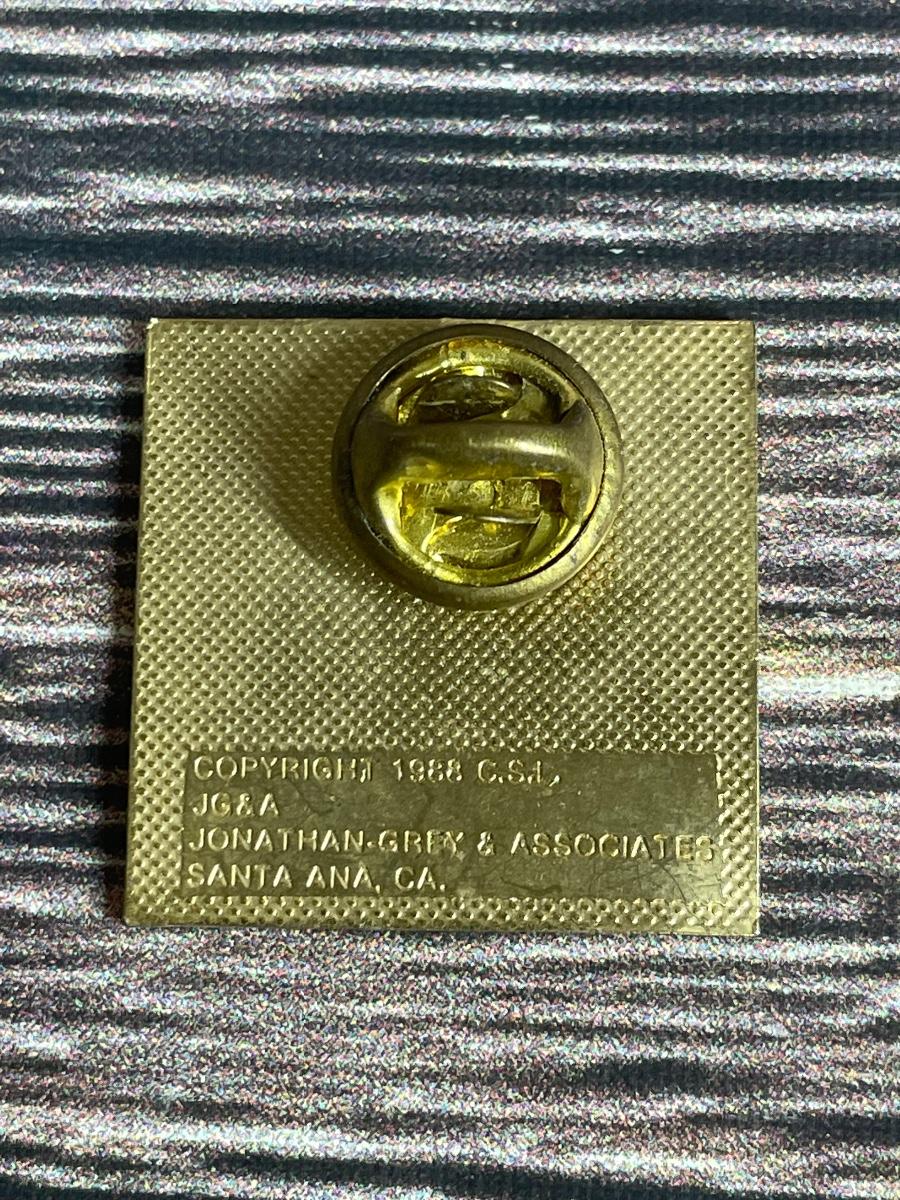 COPYRIGHT 1988 C.S.I.,
JG&A
JONATHAN-GREY & ASSOCIATES
SANTA ANA, CA.